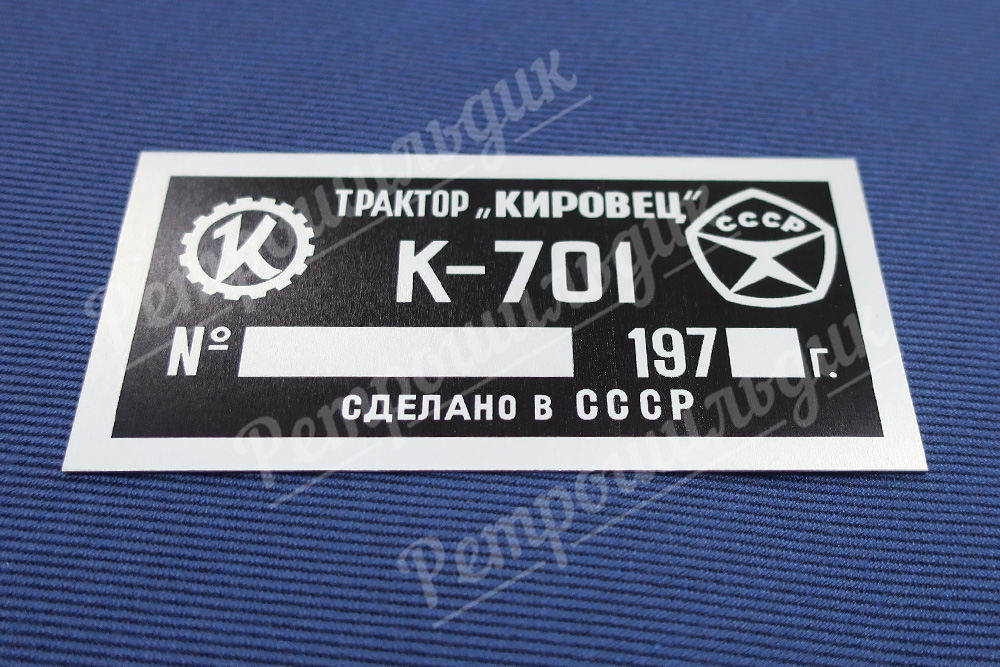 ТРАКТОР „КИРОВЕЦ"
К
СССР
К-701
№
197 г.
СДЕЛАНО В СССР
Ретрошильдик
Ретрошильдик
Ретрошильдик
Ретрошильдик